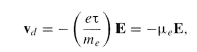 v_d = − ( eτ / m_e ) E = −μ_e E,